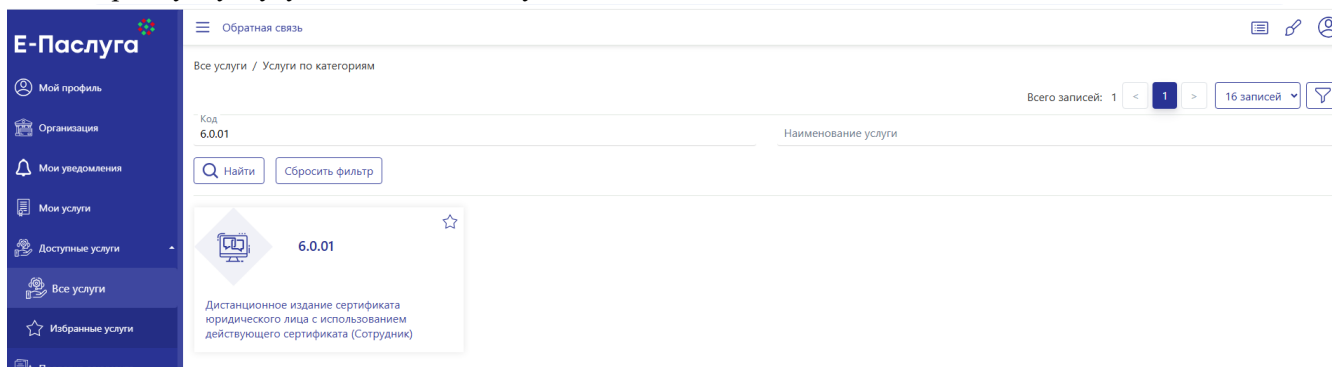 Е-Паслуга
Обратная связь
Мой профиль
Организация
Мои уведомления
Мои услуги
Доступные услуги
Все услуги
Избранные услуги
Все услуги / Услуги по категориям
Всего записей: 1 < 1 > 16 записей
Код
6.0.01
Наименование услуги
Найти
Сбросить фильтр
6.0.01
Дистанционное издание сертификата
юридического лица с использованием
действующего сертификата (Сотрудник)